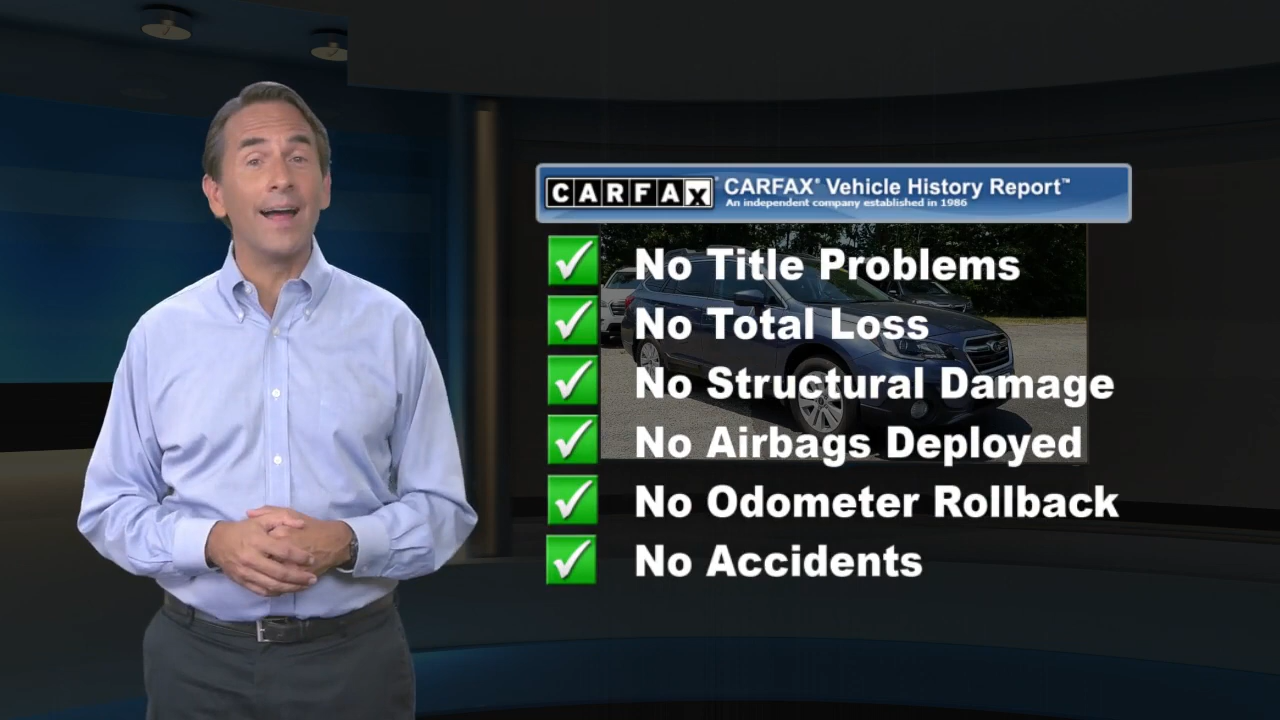 CARFAX CARFAX® Vehicle History Report™
An independent company established in 1986
No Title Problems
No Total Loss
No Structural Damage
No Airbags Deployed
No Odometer Rollback
No Accidents